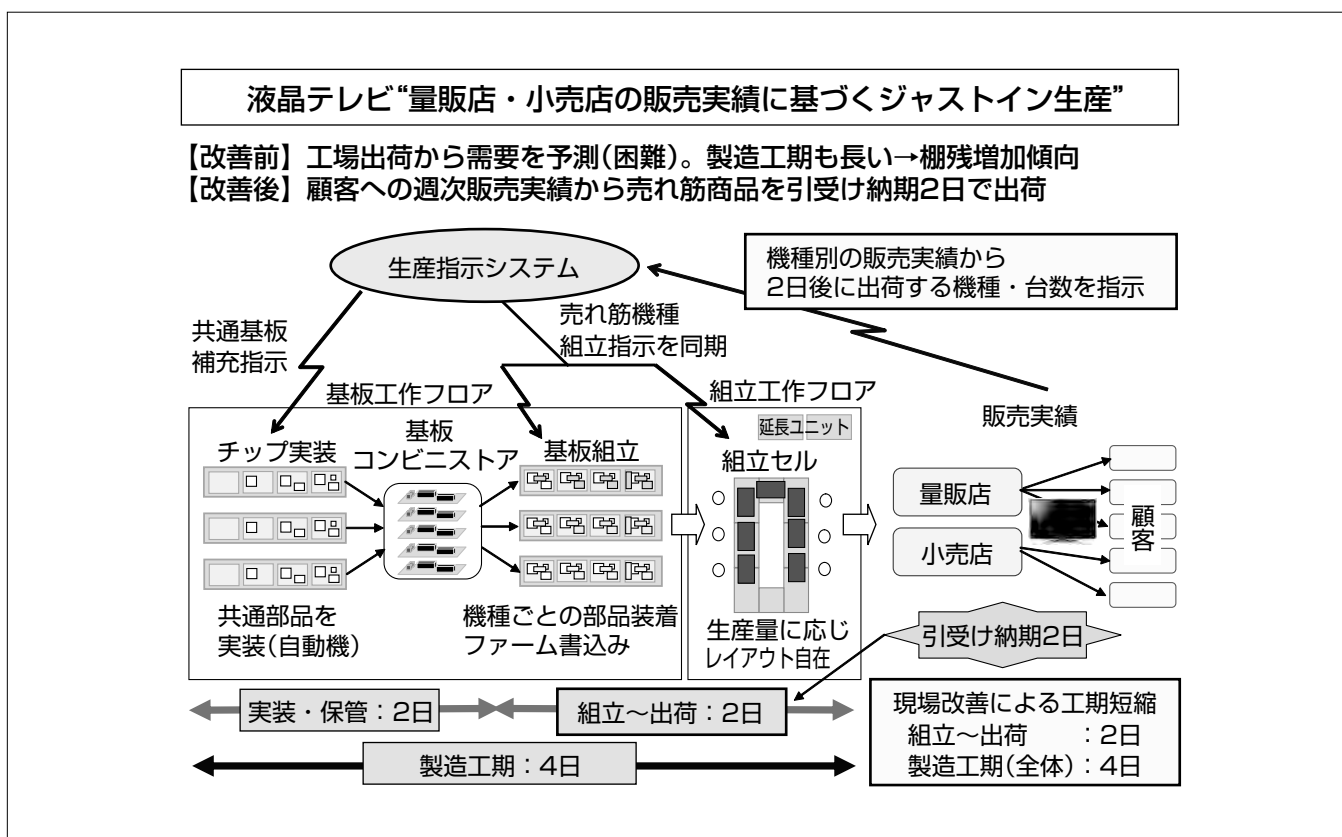 液晶テレビ“量販店・小売店の販売実績に基づくジャストイン生産”
【改善前】工場出荷から需要を予測(困難)。製造工期も長い→棚残増加傾向
【改善後】顧客への週次販売実績から売れ筋商品を引受け納期2日で出荷
生産指示システム
機種別の販売実績から
2日後に出荷する機種・台数を指示
共通基板
補充指示
売れ筋機種
組立指示を同期
基板工作フロア
組立工作フロア
販売実績
チップ実装
基板
コンビニストア
基板組立
延長ユニット
組立セル
量販店
小売店
顧客
共通部品を
実装(自動機)
機種ごとの部品装着
ファーム書込み
生産量に応じ
レイアウト自在
引受け納期2日
実装・保管：2日
組立～出荷：2日
製造工期：4日
現場改善による工期短縮
組立～出荷　　：2日
製造工期(全体)：4日